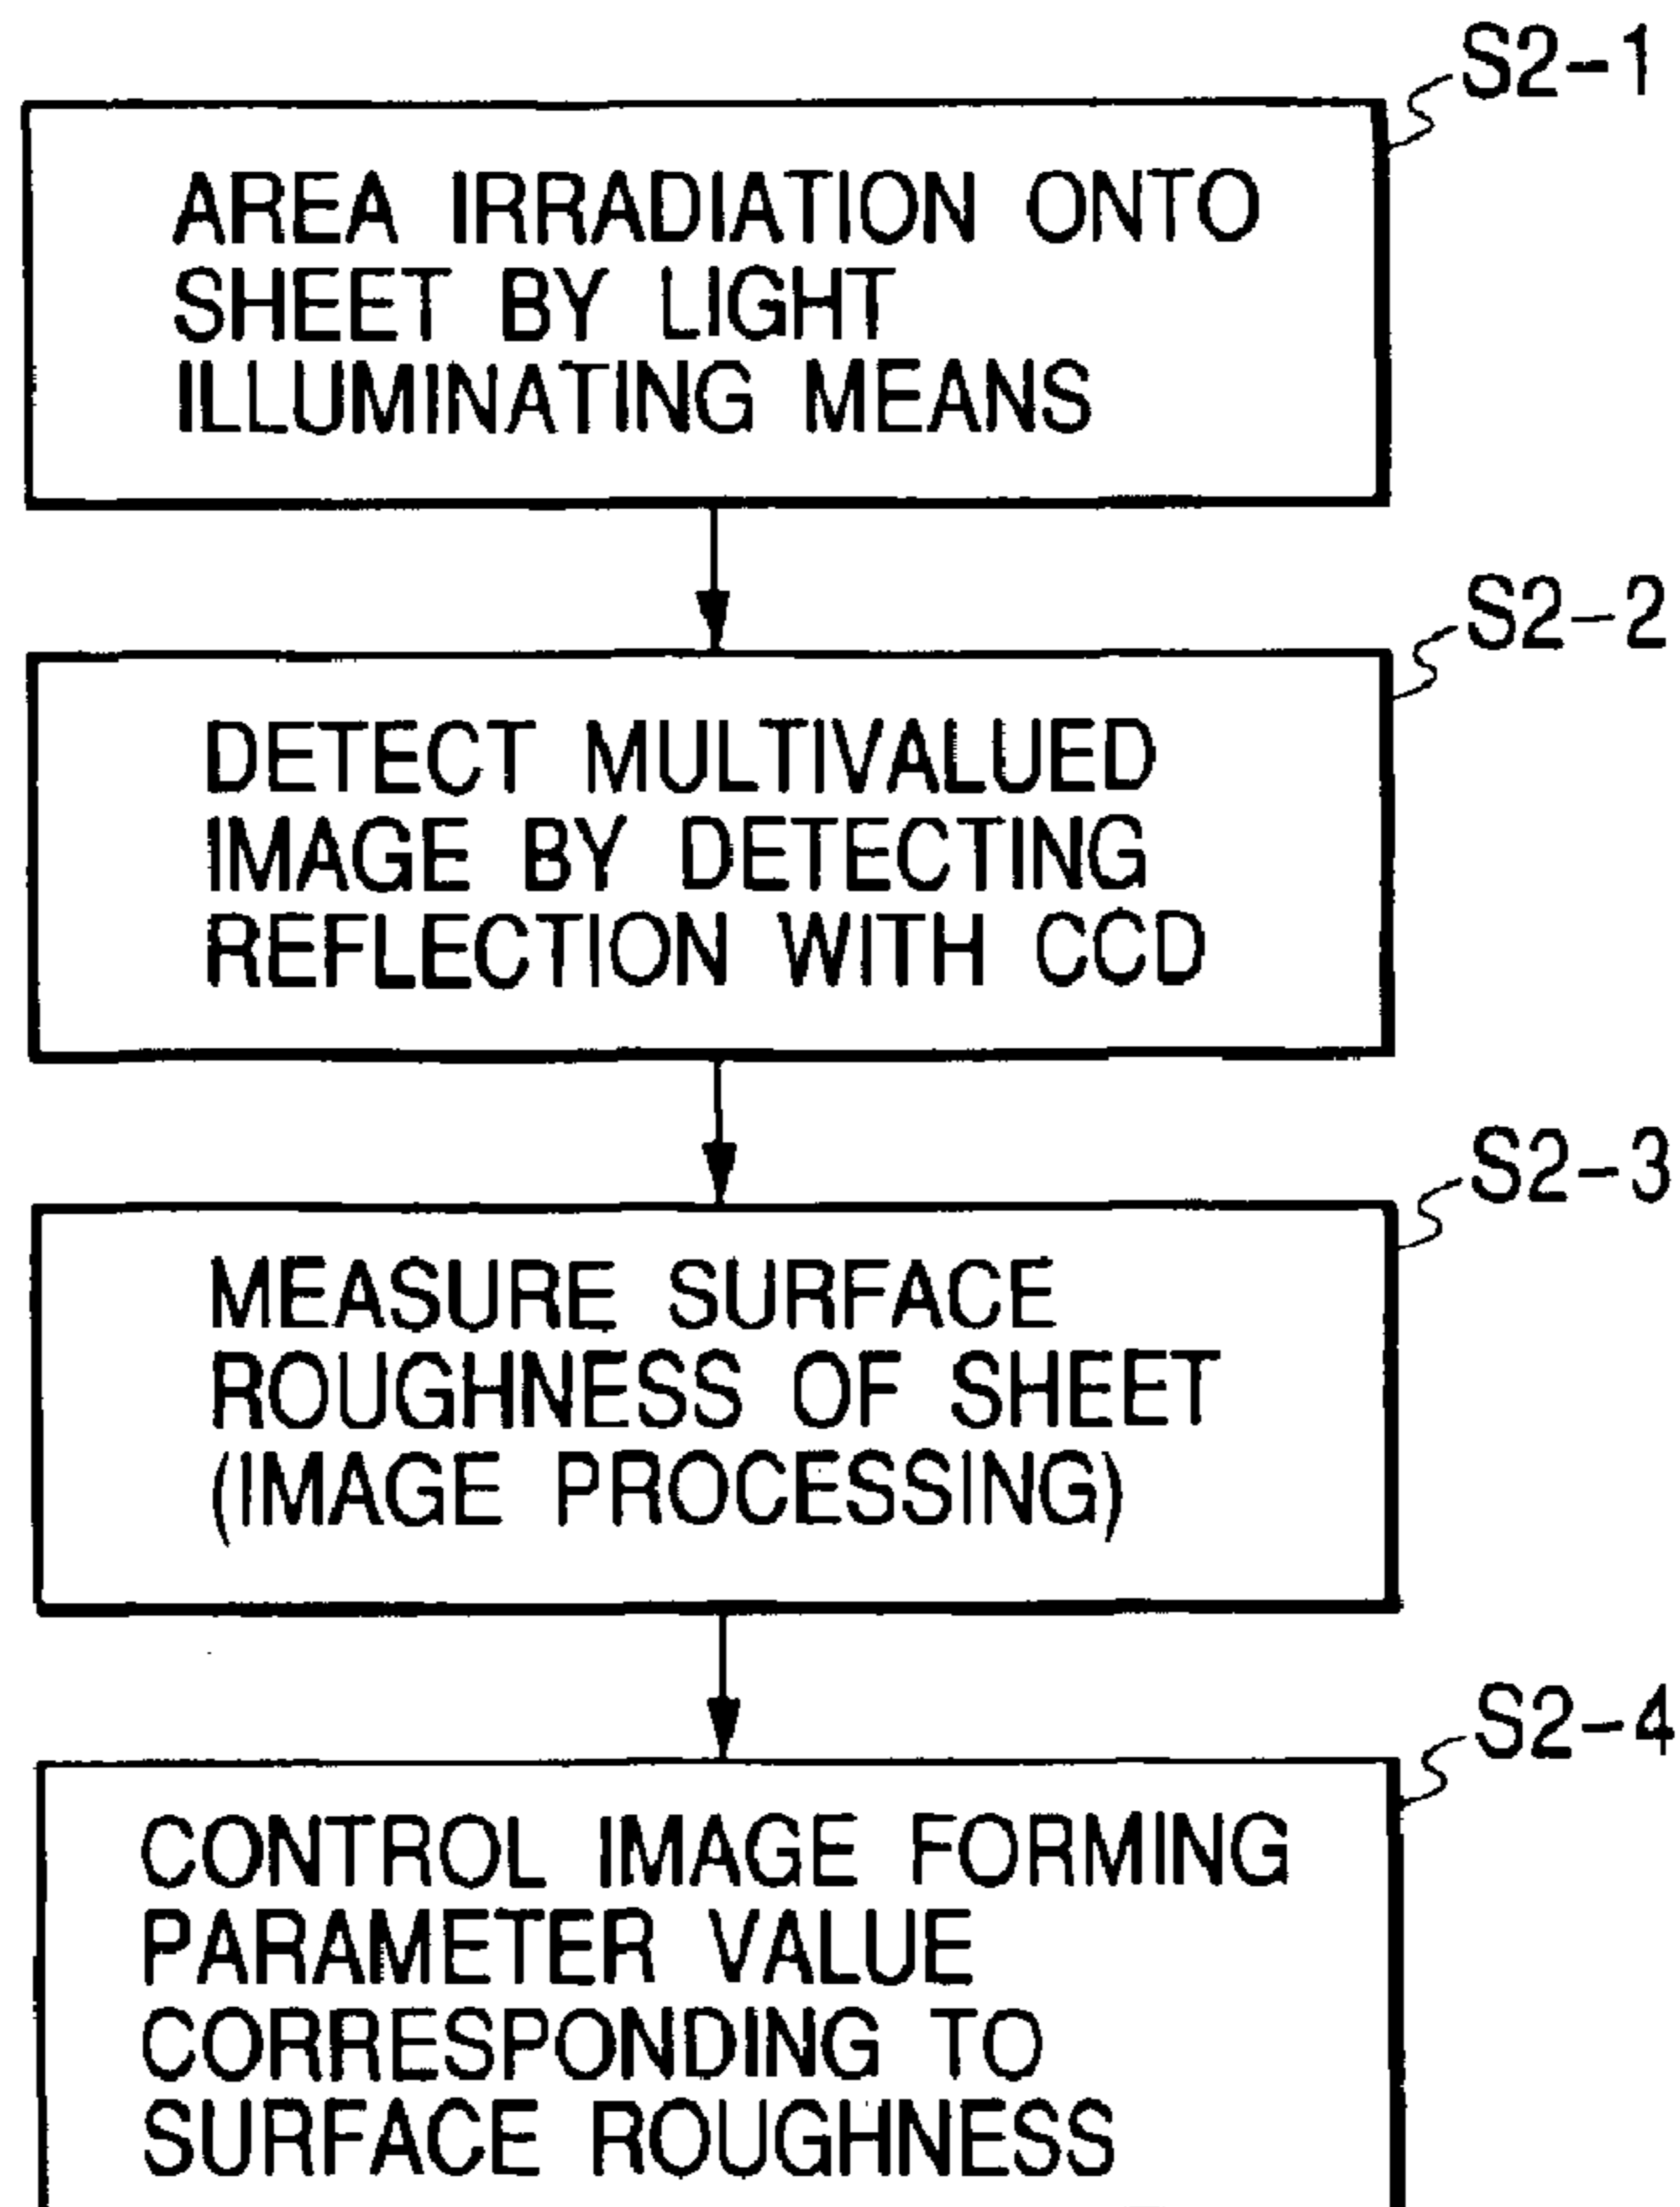 S2-1
AREA IRRADIATION ONTO
SHEET BY LIGHT
ILLUMINATING MEANS
S2-2
DETECT MULTIVALUED
IMAGE BY DETECTING
REFLECTION WITH CCD
S2-3
MEASURE SURFACE
ROUGHNESS OF SHEET
(IMAGE PROCESSING)
S2-4
CONTROL IMAGE FORMING
PARAMETER VALUE
CORRESPONDING TO
SURFACE ROUGHNESS